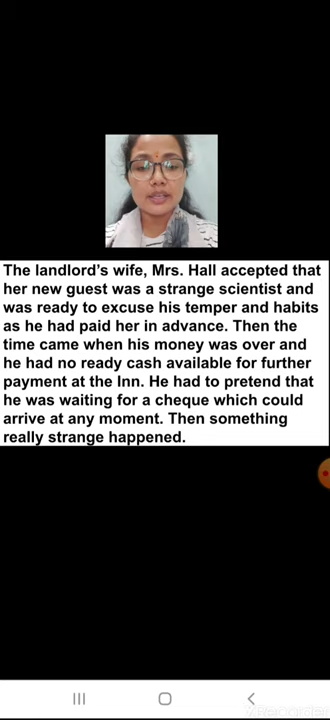 The landlord's wife, Mrs. Hall accepted that
her new guest was a strange scientist and
was ready to excuse his temper and habits
as he had paid her in advance. Then the
time came when his money was over and
he had no ready cash available for further
payment at the Inn. He had to pretend that
he was waiting for a cheque which could
arrive at any moment. Then something
really strange happened.